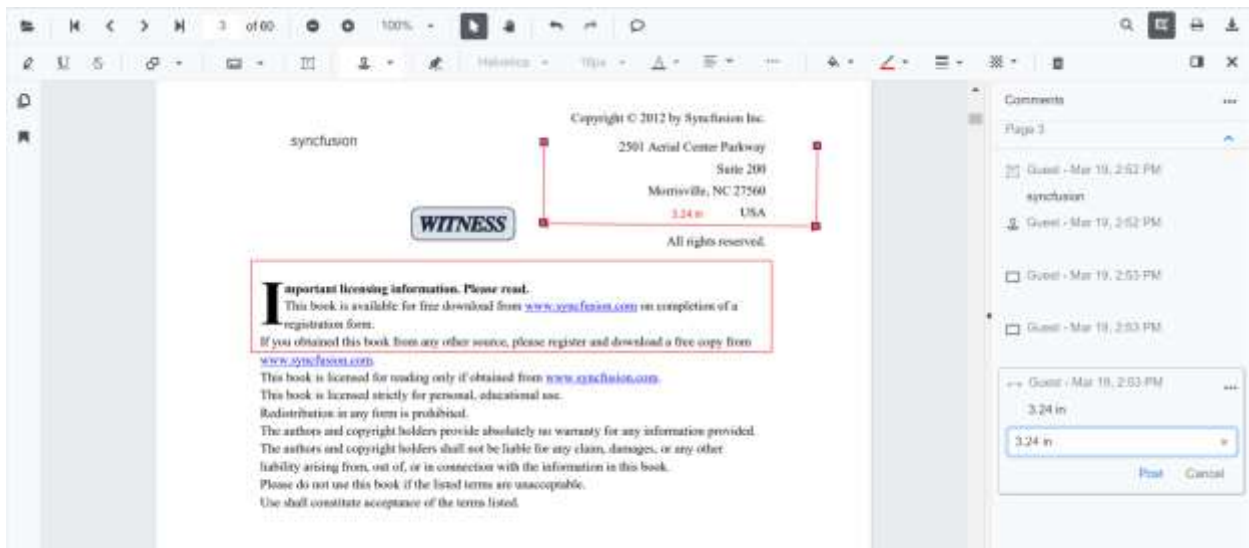 3 of 60 100%
Helvetica 10px
Comments
Page 3
Guest - Mar 19, 2:52 PM
syncfusion
Guest - Mar 19, 2:52 PM
Guest - Mar 19, 2:53 PM
Guest - Mar 19, 2:53 PM
Guest - Mar 19, 2:53 PM
3.24 in
3.24 in
Post Cancel
Copyright © 2012 by Syncfusion Inc.
syncfusion
2501 Aerial Center Parkway
Suite 200
Morrisville, NC 27560
3.24 in USA
WITNESS
All rights reserved.
Important licensing information. Please read.
This book is available for free download from www.syncfusion.com on completion of a
registration form.
If you obtained this book from any other source, please register and download a free copy from
www.syncfusion.com.
This book is licensed for reading only if obtained from www.syncfusion.com.
This book is licensed strictly for personal, educational use.
Redistribution in any form is prohibited.
The authors and copyright holders provide absolutely no warranty for any information provided.
The authors and copyright holders shall not be liable for any claim, damages, or any other
liability arising from, out of, or in connection with the information in this book.
Please do not use this book if the listed terms are unacceptable.
Use shall constitute acceptance of the terms listed.